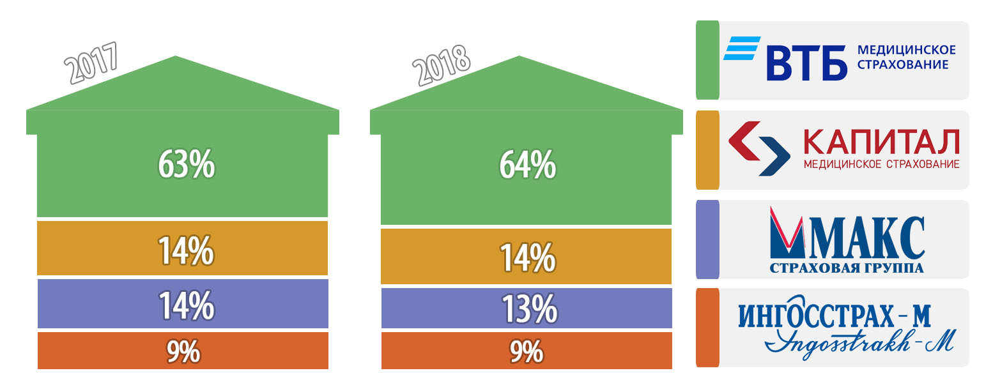 2017
63%
14%
14%
9%
2018
64%
14%
13%
9%
ВТБ
МЕДИЦИНСКОЕ
СТРАХОВАНИЕ
КАПИТАЛ
МЕДИЦИНСКОЕ СТРАХОВАНИЕ
МАКС
СТРАХОВАЯ ГРУППА
ИНГОССТРАХ - М
Ingosstrakh - M